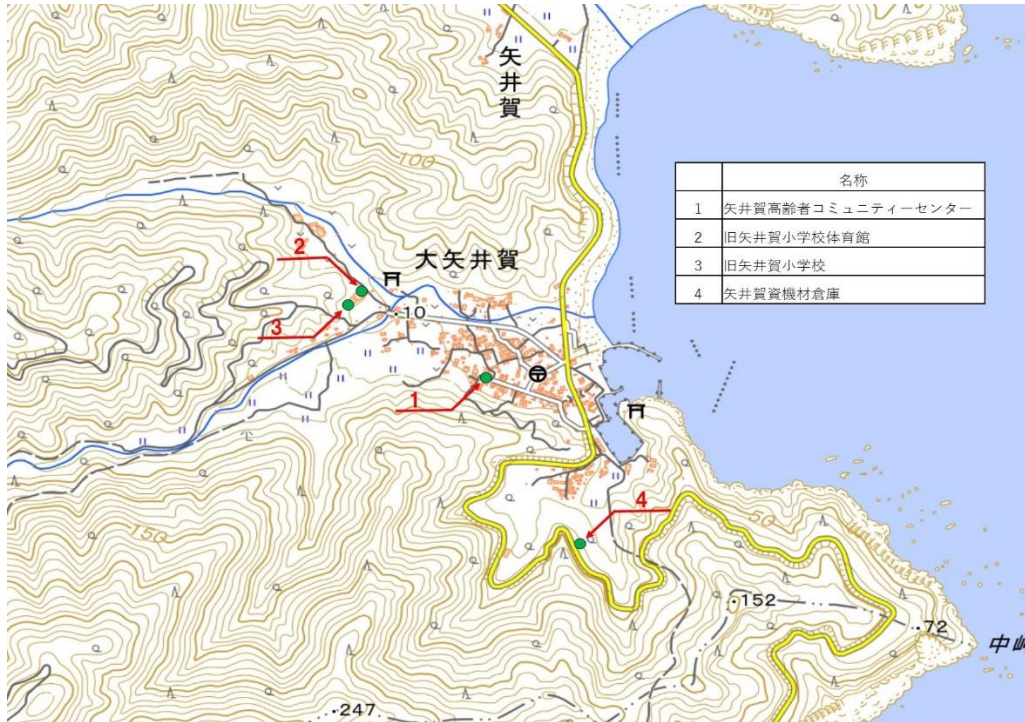 矢井賀
100
名称
1 矢井賀高齢者コミュニティーセンター
2 旧矢井賀小学校体育館
3 旧矢井賀小学校
4 矢井賀資機材倉庫
2
大矢井賀
3
10
1
4
50
150
152
72
中崎
247